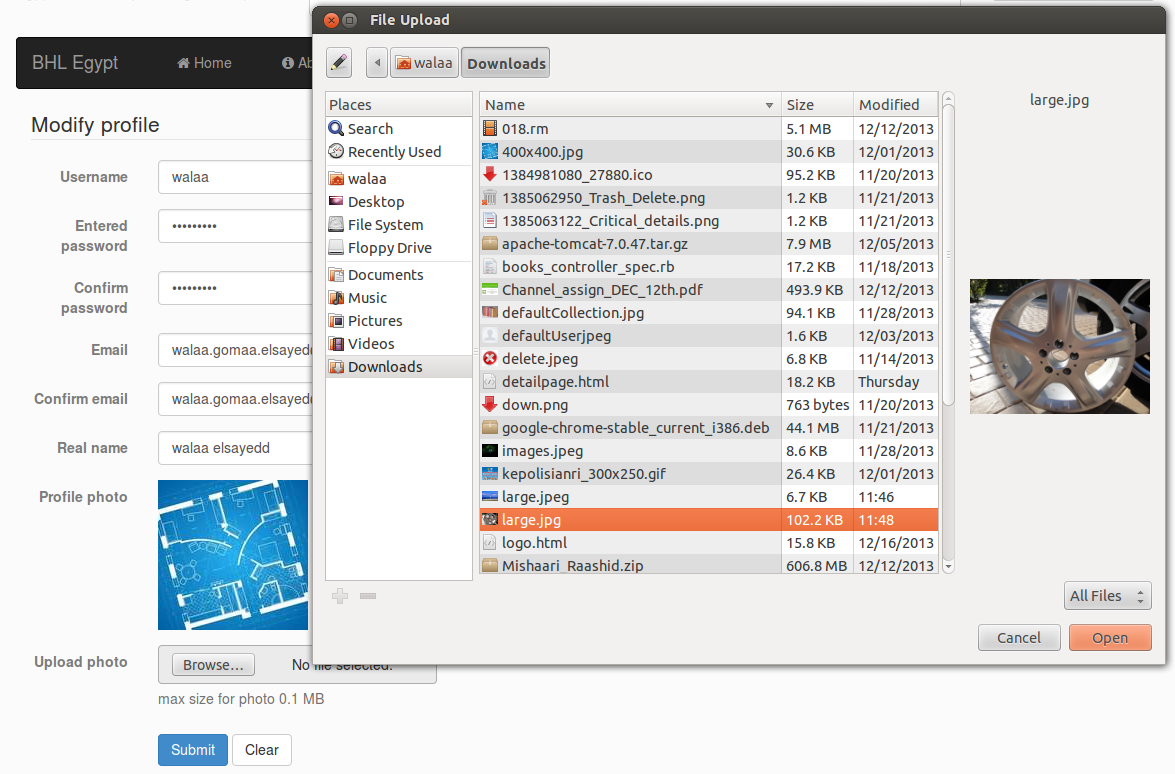 File Upload
BHL Egypt Home Ab
walaa Downloads
Modify profile
Username walaa
Entered password •••••••••
Confirm password •••••••••
Email walaa.gomaa.elsayed
Confirm email walaa.gomaa.elsayed
Real name walaa elsayedd
Profile photo
Upload photo Browse... No file selected.
max size for photo 0.1 MB
Submit Clear
Places
Search
Recently Used
walaa
Desktop
File System
Floppy Drive
Documents
Music
Pictures
Videos
Downloads
Name Size Modified
018.rm 5.1 MB 12/12/2013
400x400.jpg 30.6 KB 12/01/2013
1384981080_27880.ico 95.2 KB 11/20/2013
1385062950_Trash_Delete.png 1.2 KB 11/21/2013
1385063122_Critical_details.png 1.2 KB 11/21/2013
apache-tomcat-7.0.47.tar.gz 7.9 MB 12/05/2013
books_controller_spec.rb 17.2 KB 11/18/2013
Channel_assign_DEC_12th.pdf 493.9 KB 12/12/2013
defaultCollection.jpg 94.1 KB 11/28/2013
defaultUserjpeg 1.6 KB 12/03/2013
delete.jpeg 6.8 KB 11/14/2013
detailpage.html 18.2 KB Thursday
down.png 763 bytes 11/20/2013
google-chrome-stable_current_i386.deb 44.1 MB 11/21/2013
images.jpeg 8.6 KB 11/28/2013
kepolisianri_300x250.gif 26.4 KB 12/01/2013
large.jpeg 6.7 KB 11:46
large.jpg 102.2 KB 11:48
logo.html 15.8 KB 12/16/2013
Mishaari_Raashid.zip 606.8 MB 12/12/2013
large.jpg
All Files
Cancel Open